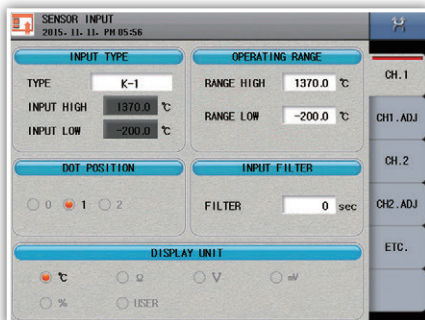 SENSOR INPUT
2015. 11. 11. PM 05:56
INPUT TYPE
TYPE K-1
INPUT HIGH 1370.0 ℃
INPUT LOW -200.0 ℃
OPERATING RANGE
RANGE HIGH 1370.0 ℃
RANGE LOW -200.0 ℃
DOT POSITION
0 1 2
INPUT FILTER
FILTER 0 sec
DISPLAY UNIT
℃ Ω V mV
% USER
CH.1
CH1.ADJ
CH.2
CH2.ADJ
ETC.